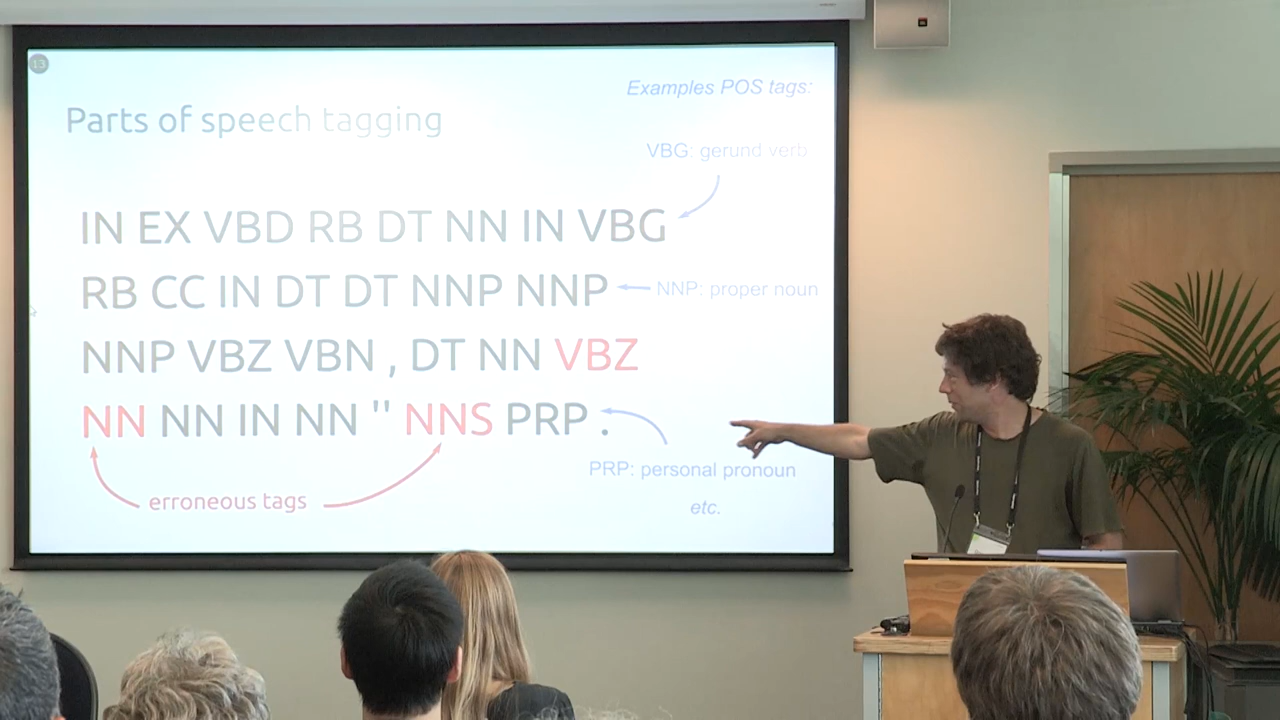 13
Examples POS tags:
Parts of speech tagging
VBG: gerund verb
IN EX VBD RB DT NN IN VBG
RB CC IN DT DT NNP NNP
NNP: proper noun
NNP VBZ VBN , DT NN VBZ
NN NN IN NN " NNS PRP .
PRP: personal pronoun
erroneous tags
etc.